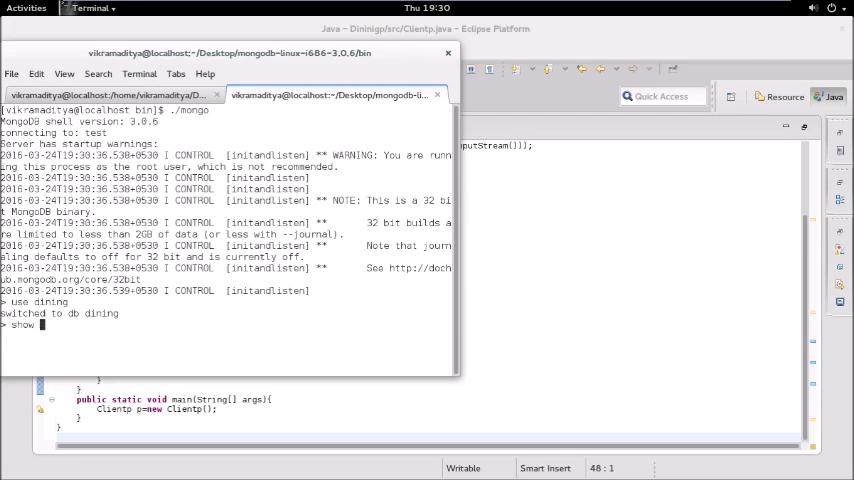 Activities
Terminal
Thu 19:30
Java – Dininigp/src/Clientp.java – Eclipse Platform
vikramaditya@localhost:~/Desktop/mongodb–linux–i686–3.0.6/bin
File Edit View Search Terminal Tabs Help
vikramaditya@localhost:/home/vikramaditya/D...
vikramaditya@localhost:~/Desktop/mongodb-li...
Quick Access
Resource
Java
[vikramaditya@localhost bin]$ ./mongo
MongoDB shell version: 3.0.6
connecting to: test
Server has startup warnings:
2016-03-24T19:30:36.538+0530 I CONTROL [initandlisten] ** WARNING: You are runn
ing this process as the root user, which is not recommended.
2016-03-24T19:30:36.538+0530 I CONTROL [initandlisten]
2016-03-24T19:30:36.538+0530 I CONTROL [initandlisten]
2016-03-24T19:30:36.538+0530 I CONTROL [initandlisten] ** NOTE: This is a 32 bi
t MongoDB binary.
2016-03-24T19:30:36.538+0530 I CONTROL [initandlisten] ** 32 bit builds a
re limited to less than 2GB of data (or less with --journal).
2016-03-24T19:30:36.538+0530 I CONTROL [initandlisten] ** Note that journ
aling defaults to off for 32 bit and is currently off.
2016-03-24T19:30:36.538+0530 I CONTROL [initandlisten] ** See http://doch
ub.mongodb.org/core/32bit
2016-03-24T19:30:36.539+0530 I CONTROL [initandlisten]
> use dining
switched to db dining
> show
putStream()));
}
}
public static void main(String[] args){
Clientp p=new Clientp();
}
}
Writable
Smart Insert
48 : 1